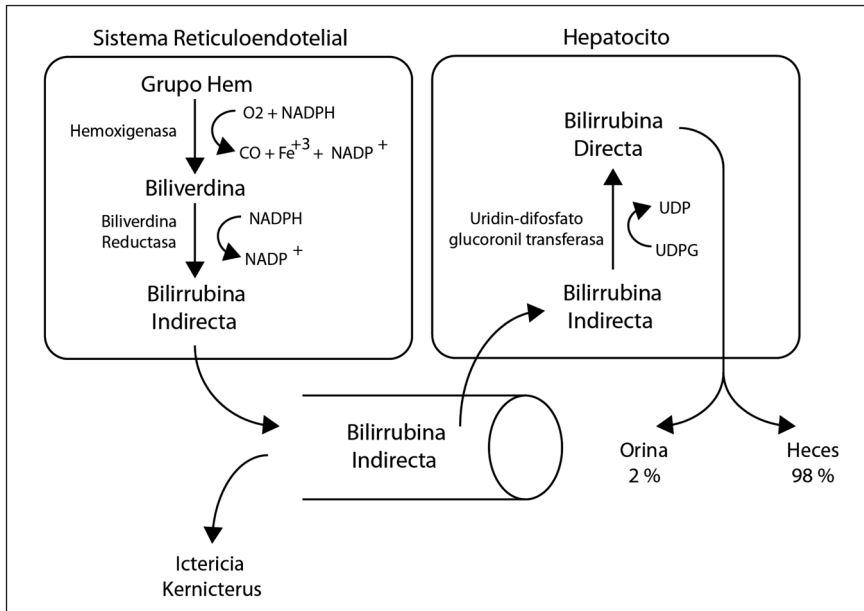 Sistema Reticuloendotelial
Grupo Hem
Hemoxigenasa
O2 + NADPH
CO + Fe+3 + NADP +
Biliverdina
Biliverdina
Reductasa
NADPH
NADP +
Bilirrubina
Indirecta
Hepatocito
Bilirrubina
Directa
Uridin-difosfato
glucoronil transferasa
UDP
UDPG
Bilirrubina
Indirecta
Bilirrubina
Indirecta
Orina
2 %
Heces
98 %
Ictericia
Kernicterus